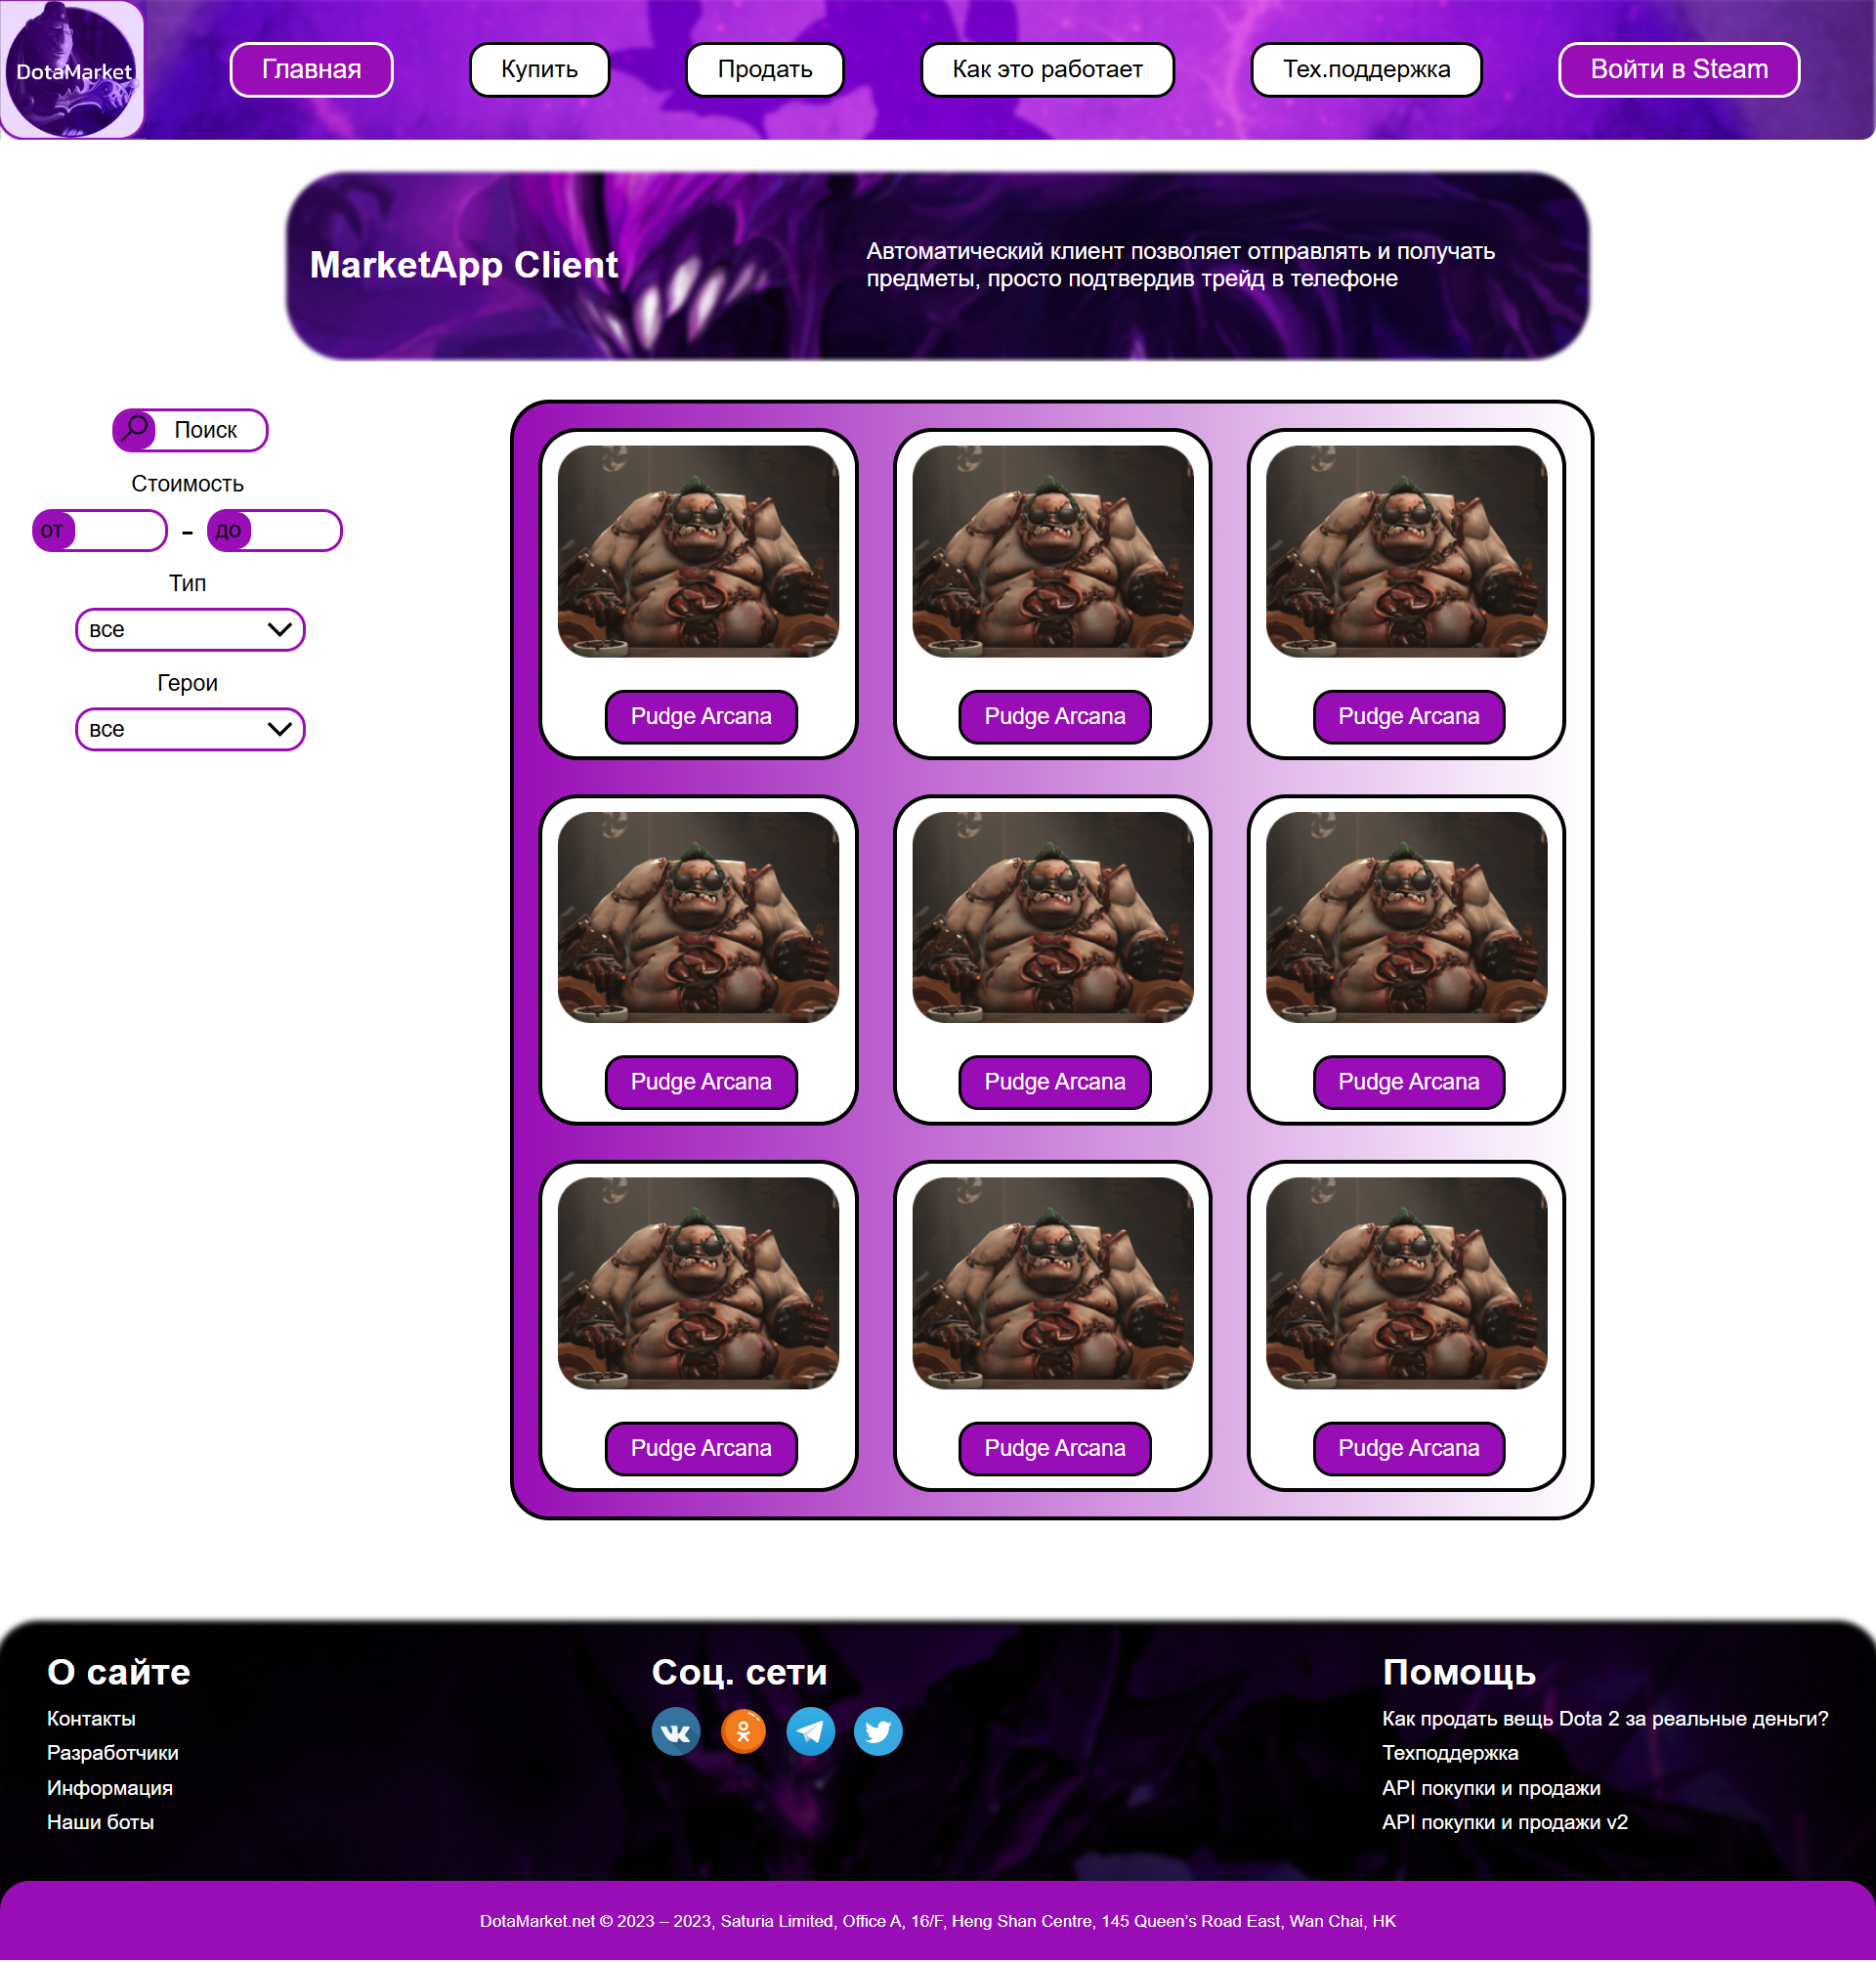 DotaMarket
Главная
Купить
Продать
Как это работает
Тех.поддержка
Войти в Steam
MarketApp Client
Автоматический клиент позволяет отправлять и получать
предметы, просто подтвердив трейд в телефоне
Поиск
Стоимость
от - до
Тип
все
Герои
все
Pudge Arcana
Pudge Arcana
Pudge Arcana
Pudge Arcana
Pudge Arcana
Pudge Arcana
Pudge Arcana
Pudge Arcana
Pudge Arcana
О сайте
Контакты
Разработчики
Информация
Наши боты
Соц. сети
Помощь
Как продать вещь Dota 2 за реальные деньги?
Техподдержка
API покупки и продажи
API покупки и продажи v2
DotaMarket.net © 2023 – 2023, Saturia Limited, Office A, 16/F, Heng Shan Centre, 145 Queen’s Road East, Wan Chai, HK